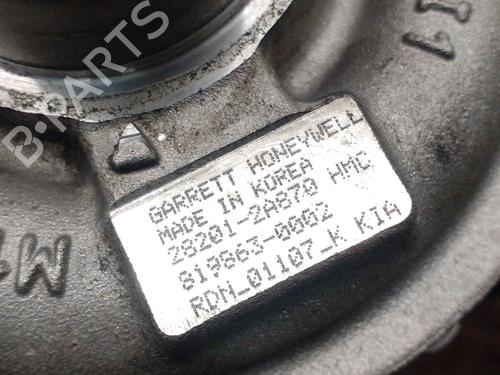 B-PARTS
GARRETT HONEYWELL
MADE IN KOREA
28201-2A870 HMC
819863-0002
RDN_01107_K KIA